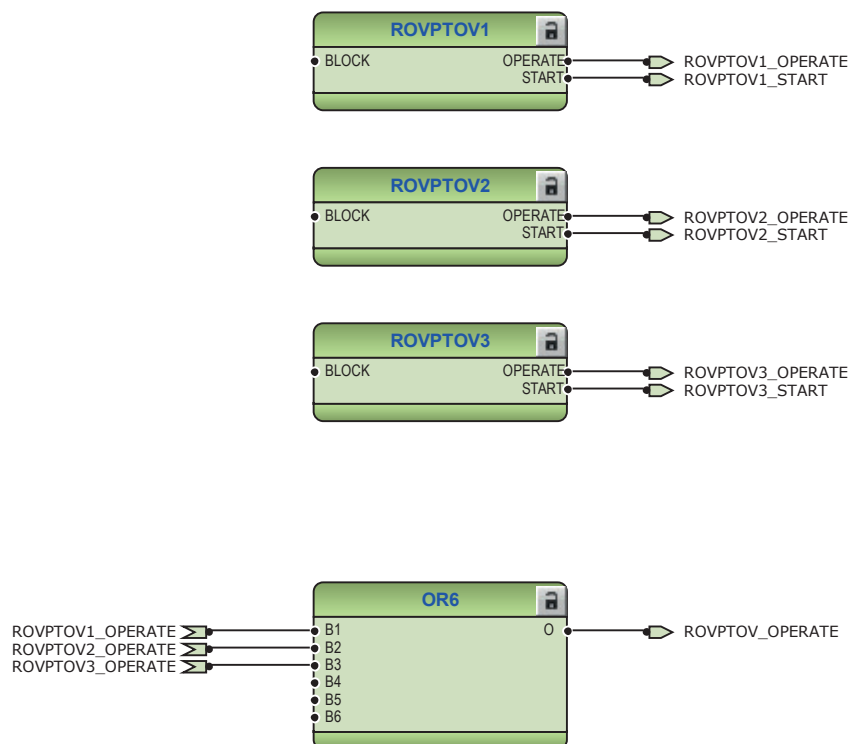 ROVPTOV1
BLOCK OPERATE ROVPTOV1_OPERATE
START ROVPTOV1_START
ROVPTOV2
BLOCK OPERATE ROVPTOV2_OPERATE
START ROVPTOV2_START
ROVPTOV3
BLOCK OPERATE ROVPTOV3_OPERATE
START ROVPTOV3_START
OR6
ROVPTOV1_OPERATE B1 O ROVPTOV_OPERATE
ROVPTOV2_OPERATE B2
ROVPTOV3_OPERATE B3
B4
B5
B6